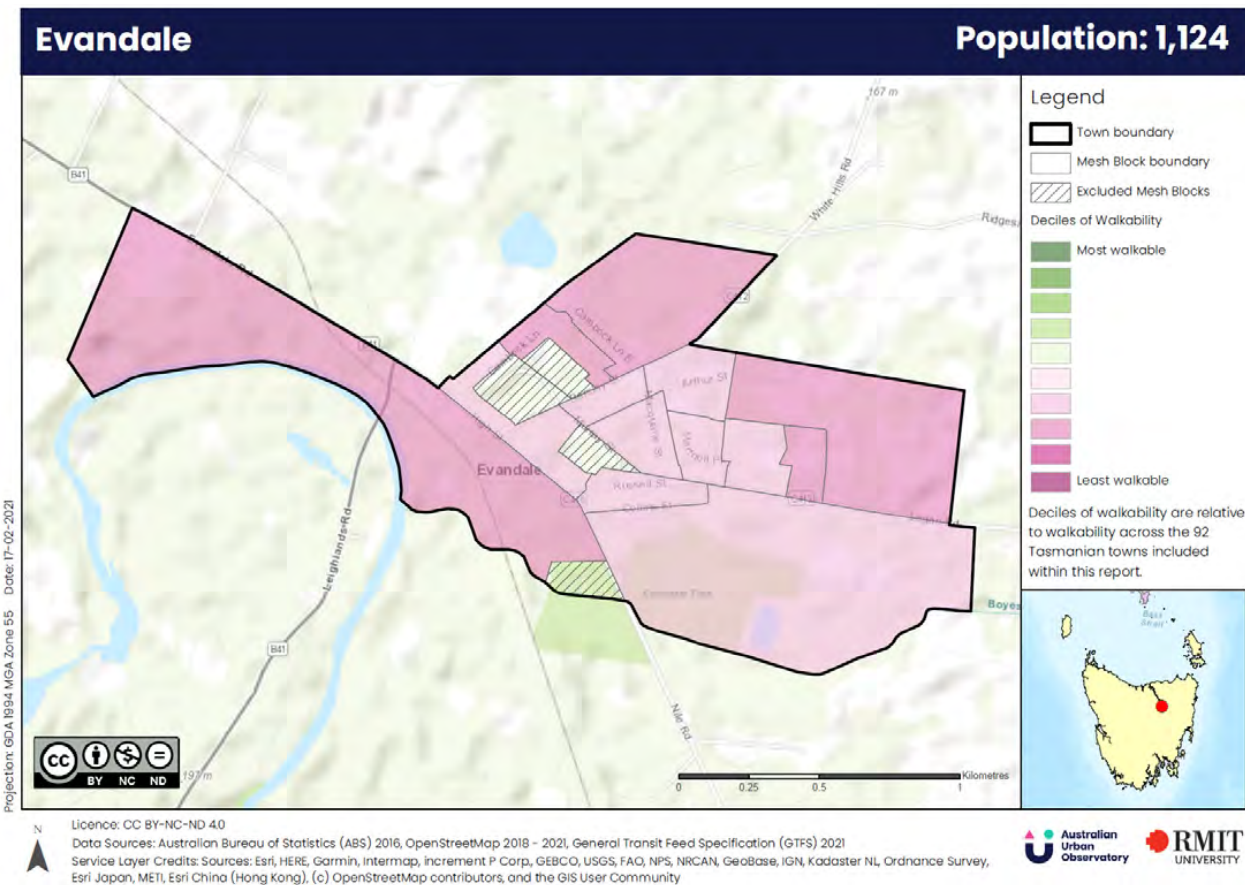 Evandale
Population: 1,124
Projection: GDA 1994 MGA Zone 55 Date: 17-02-2021
167 m
White Hills Rd
B41
Arthur St
Evandale
Russell St
Leighlands Rd
B41
Nile Rd
197 m
CC
BY NC ND
0 0.25 0.5 1 Kilometres
Legend
Town boundary
Mesh Block boundary
Excluded Mesh Blocks
Deciles of Walkability
Most walkable
Least walkable
Deciles of walkability are relative
to walkability across the 92
Tasmanian towns included
within this report.
Bass
Strait
N
Licence: CC BY-NC-ND 4.0
Data Sources: Australian Bureau of Statistics (ABS) 2016, OpenStreetMap 2018 - 2021, General Transit Feed Specification (GTFS) 2021
Service Layer Credits: Sources: Esri, HERE, Garmin, Intermap, increment P Corp., GEBCO, USGS, FAO, NPS, NRCAN, GeoBase, IGN, Kadaster NL, Ordnance Survey,
Esri Japan, METI, Esri China (Hong Kong), (c) OpenStreetMap contributors, and the GIS User Community
Australian
Urban
Observatory
RMIT
UNIVERSITY